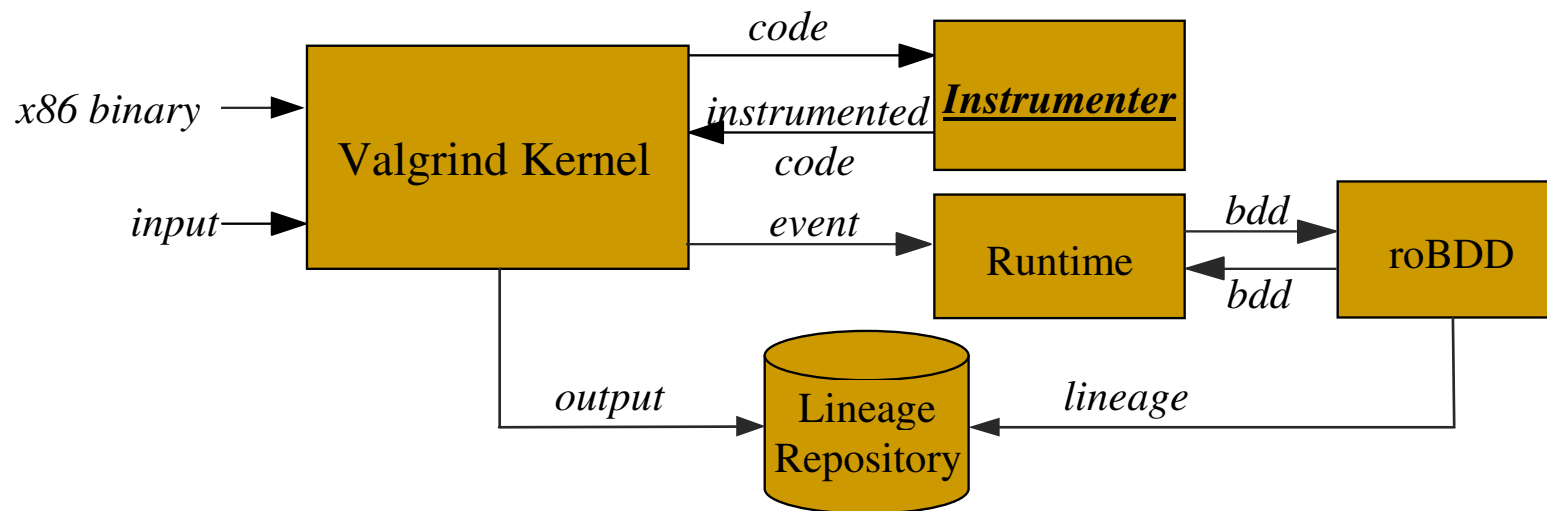 code
x86 binary
Instrumenter
instrumented
code
Valgrind Kernel
input
event
Runtime
bdd
bdd
roBDD
output
Lineage
Repository
lineage